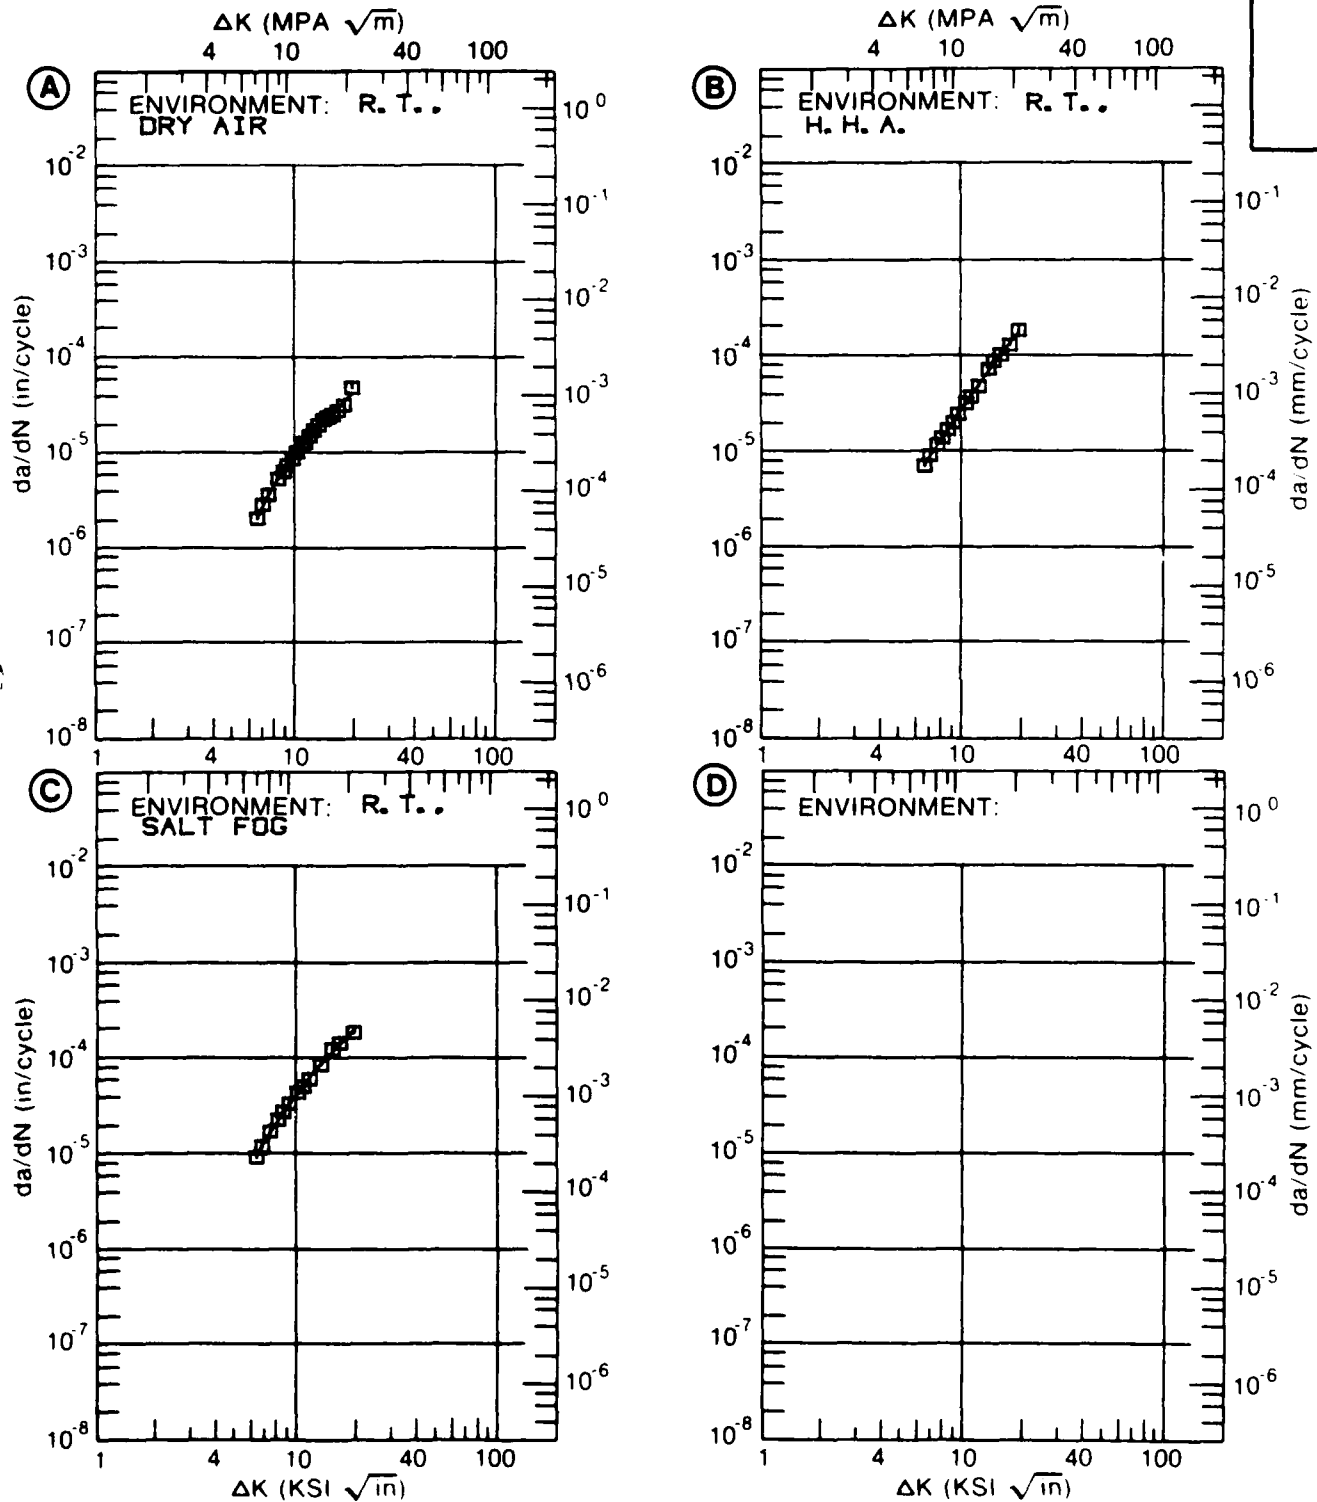 ΔK (MPA √m)
4 10 40 100
A
ENVIRONMENT: R. T..
DRY AIR
10^0
10^-2
10^-1
10^-3
10^-2
10^-4
10^-3
10^-5
10^-4
10^-6
10^-5
10^-7
10^-6
10^-8
1 4 10 40 100
da/dN (in/cycle)
ΔK (MPA √m)
4 10 40 100
B
ENVIRONMENT: R. T..
H. H. A.
10^-2
10^-1
10^-3
10^-2
10^-4
10^-3
10^-5
10^-4
10^-6
10^-5
10^-7
10^-6
10^-8
1 4 10 40 100
da/dN (mm/cycle)
C
ENVIRONMENT: R. T..
SALT FOG
10^0
10^-2
10^-1
10^-3
10^-2
10^-4
10^-3
10^-5
10^-4
10^-6
10^-5
10^-7
10^-6
10^-8
1 4 10 40 100
da/dN (in/cycle)
ΔK (KSI √in)
D
ENVIRONMENT:
10^0
10^-2
10^-1
10^-3
10^-2
10^-4
10^-3
10^-5
10^-4
10^-6
10^-5
10^-7
10^-6
10^-8
1 4 10 40 100
da/dN (mm/cycle)
ΔK (KSI √in)